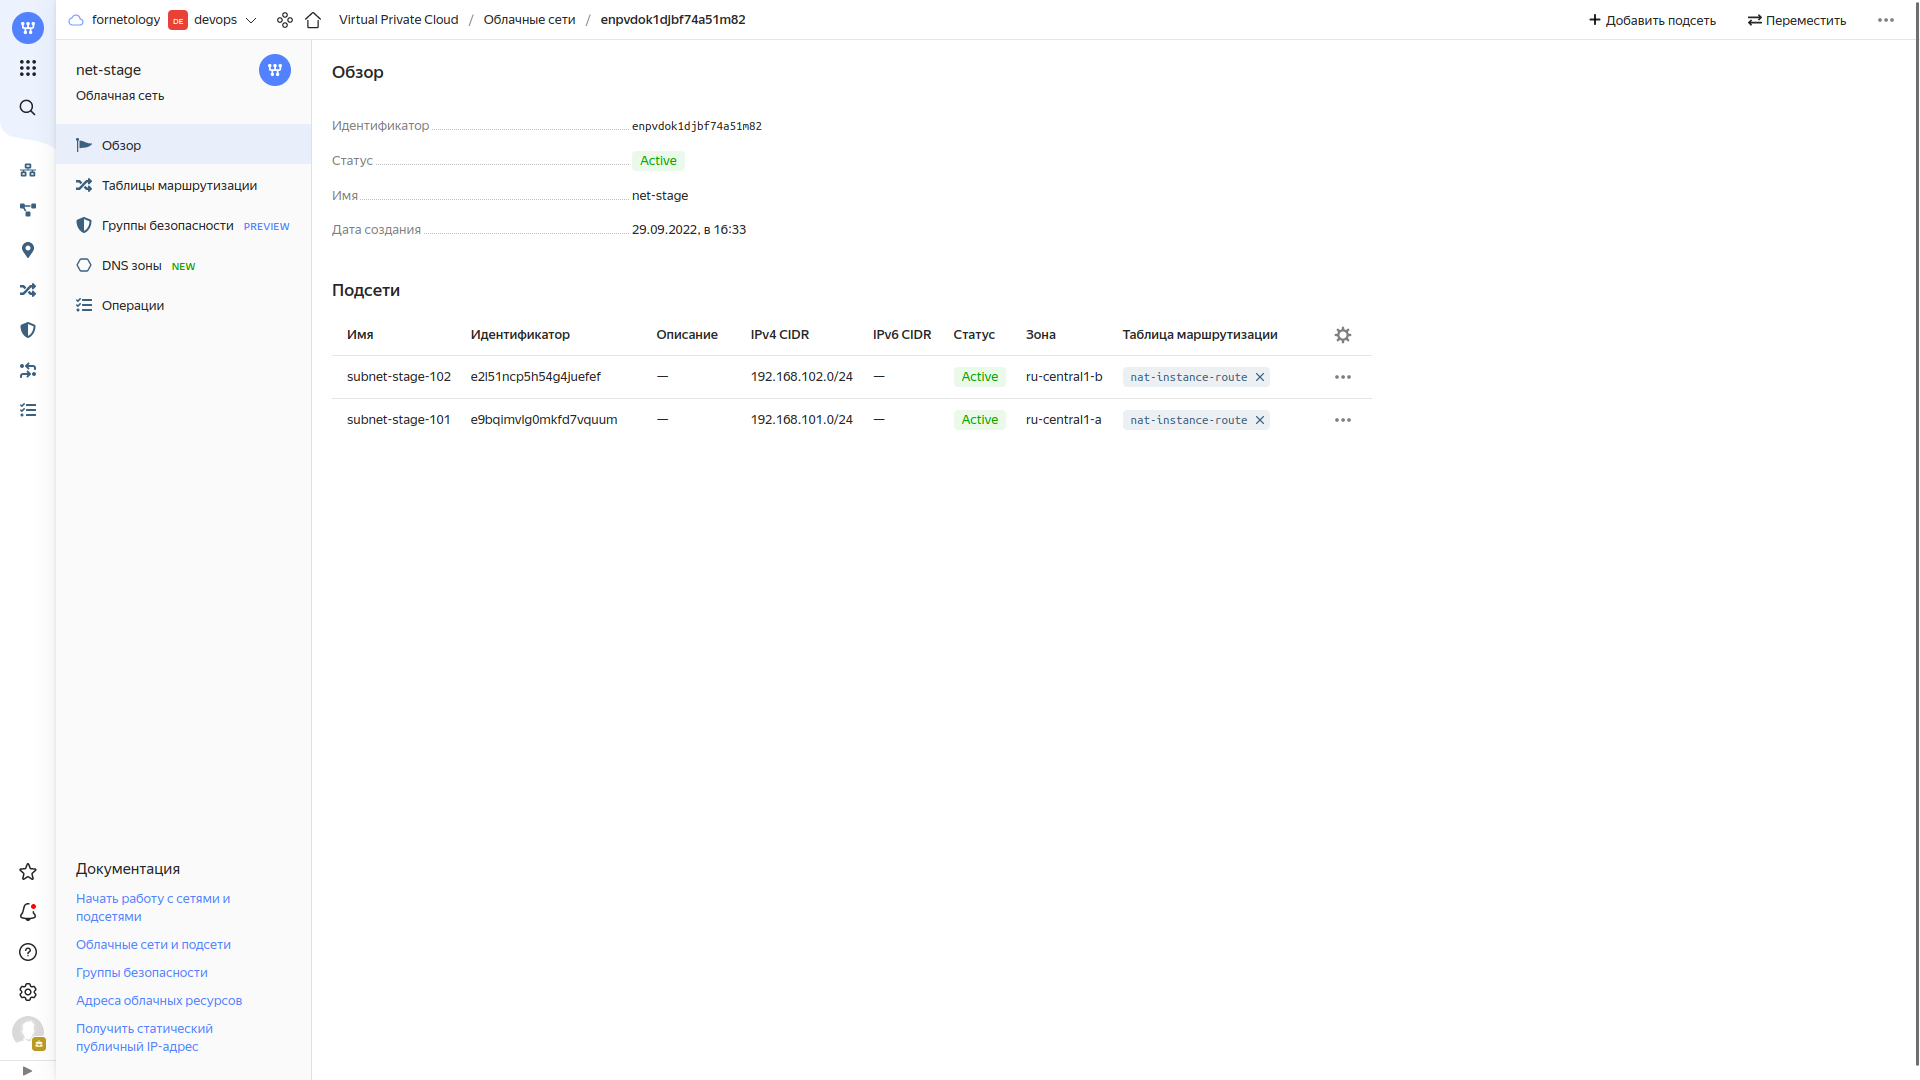 fornetology DE devops Virtual Private Cloud / Облачные сети / enpvdok1djbf74a51m82 Добавить подсеть Переместить
net-stage
Облачная сеть
Обзор
Таблицы маршрутизации
Группы безопасности PREVIEW
DNS зоны NEW
Операции
Документация
Начать работу с сетями и
подсетями
Облачные сети и подсети
Группы безопасности
Адреса облачных ресурсов
Получить статический
публичный IP-адрес
Обзор
Идентификатор enpvdok1djbf74a51m82
Статус Active
Имя net-stage
Дата создания 29.09.2022, в 16:33
Подсети
Имя Идентификатор Описание IPv4 CIDR IPv6 CIDR Статус Зона Таблица маршрутизации
subnet-stage-102 e2l51ncp5h54g4juefef — 192.168.102.0/24 — Active ru-central1-b nat-instance-route
subnet-stage-101 e9bqimvlg0mkfd7vquum — 192.168.101.0/24 — Active ru-central1-a nat-instance-route